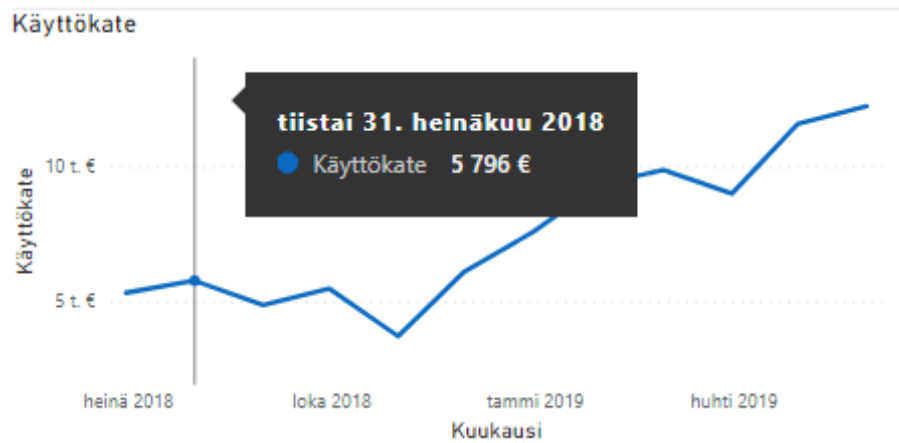 Käyttökate
tiistai 31. heinäkuu 2018
Käyttökate 5 796 €
10 t. €
Käyttökate
5 t. €
heinä 2018 loka 2018 tammi 2019 huhti 2019
Kuukausi